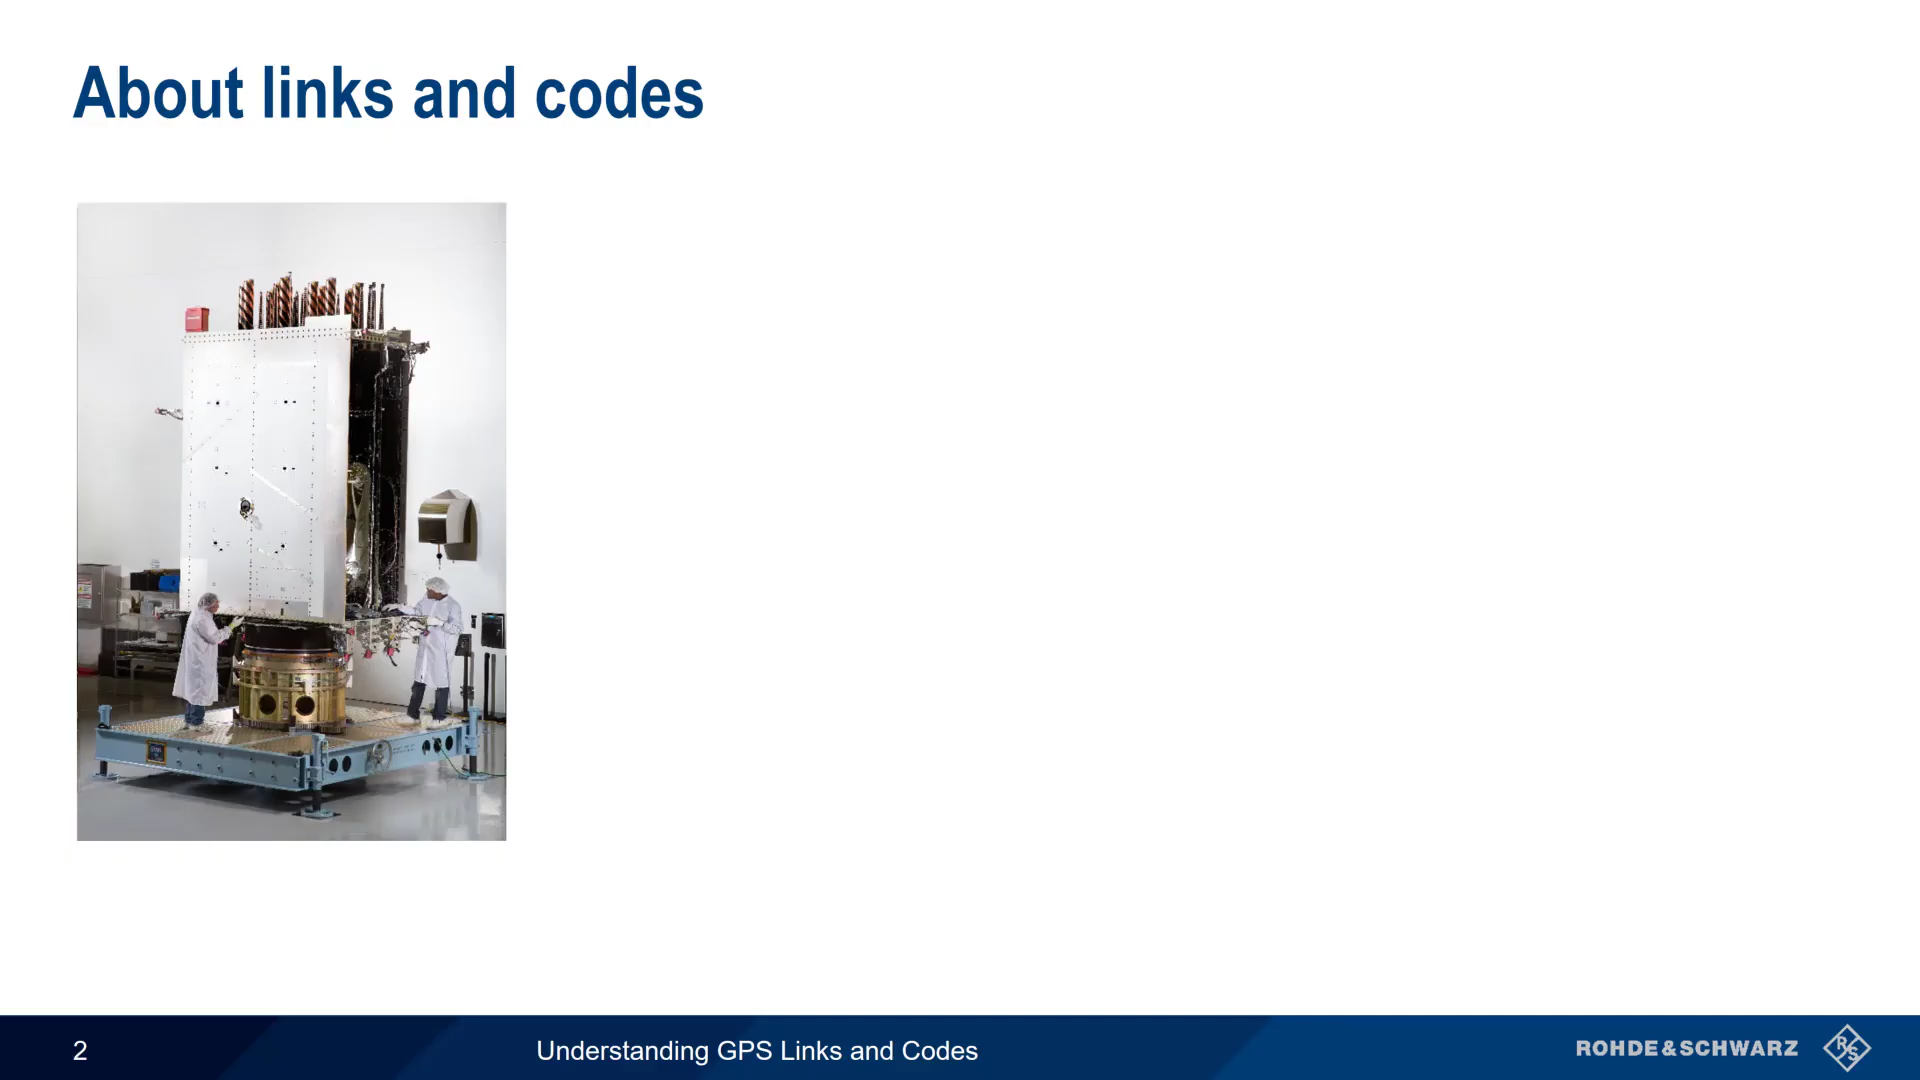 About links and codes
2
Understanding GPS Links and Codes
ROHDE&SCHWARZ
R
S